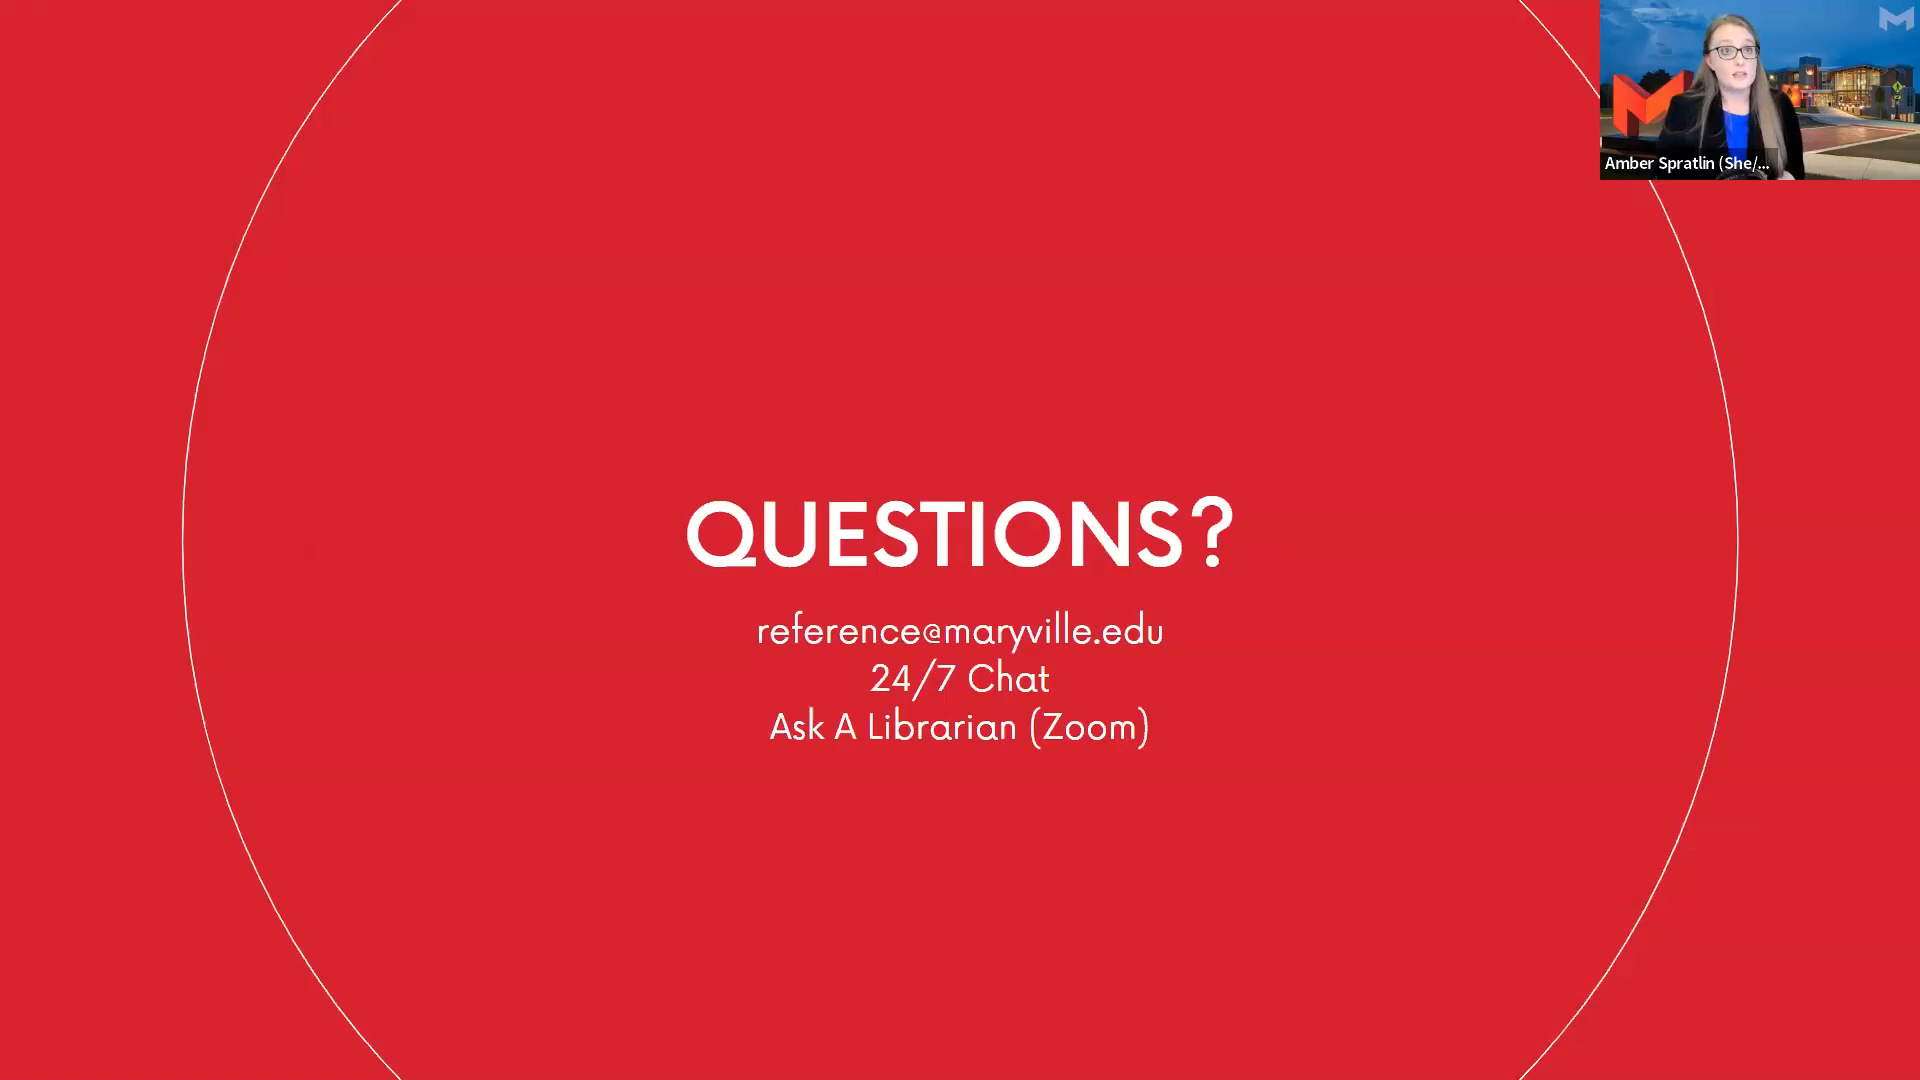 Amber Spratlin (She/...
QUESTIONS?
reference@maryville.edu
24/7 Chat
Ask A Librarian (Zoom)